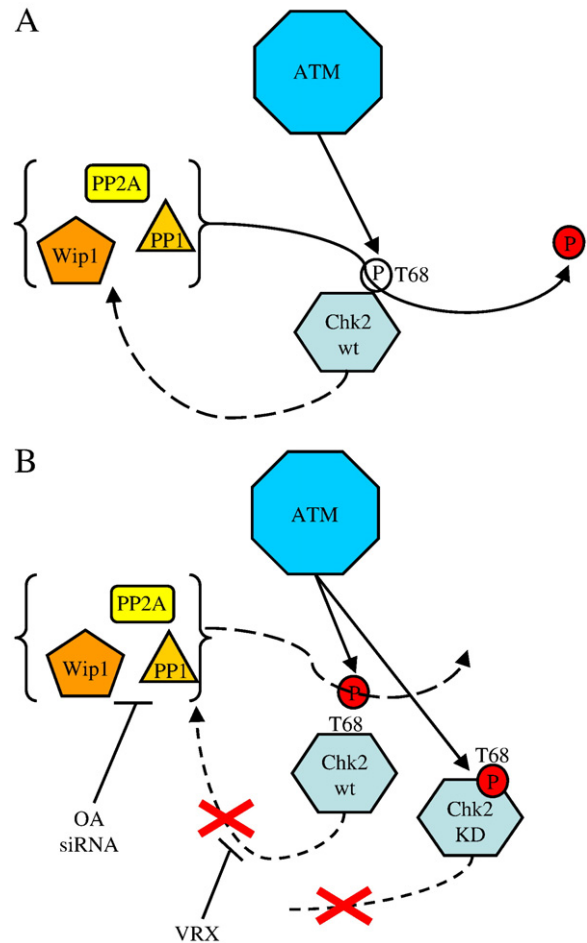 A
ATM
PP2A
Wip1
PP1
P
P
T68
Chk2
wt
B
ATM
PP2A
Wip1
PP1
P
T68
Chk2
wt
T68
P
Chk2
KD
OA
siRNA
VRX